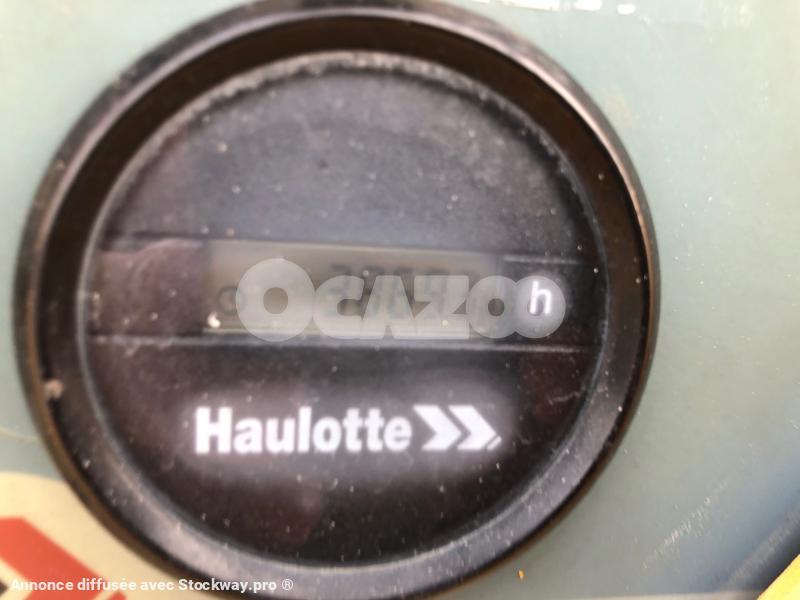 OCAZOO
h
Haulotte
Annonce diffusée avec Stockway.pro ®